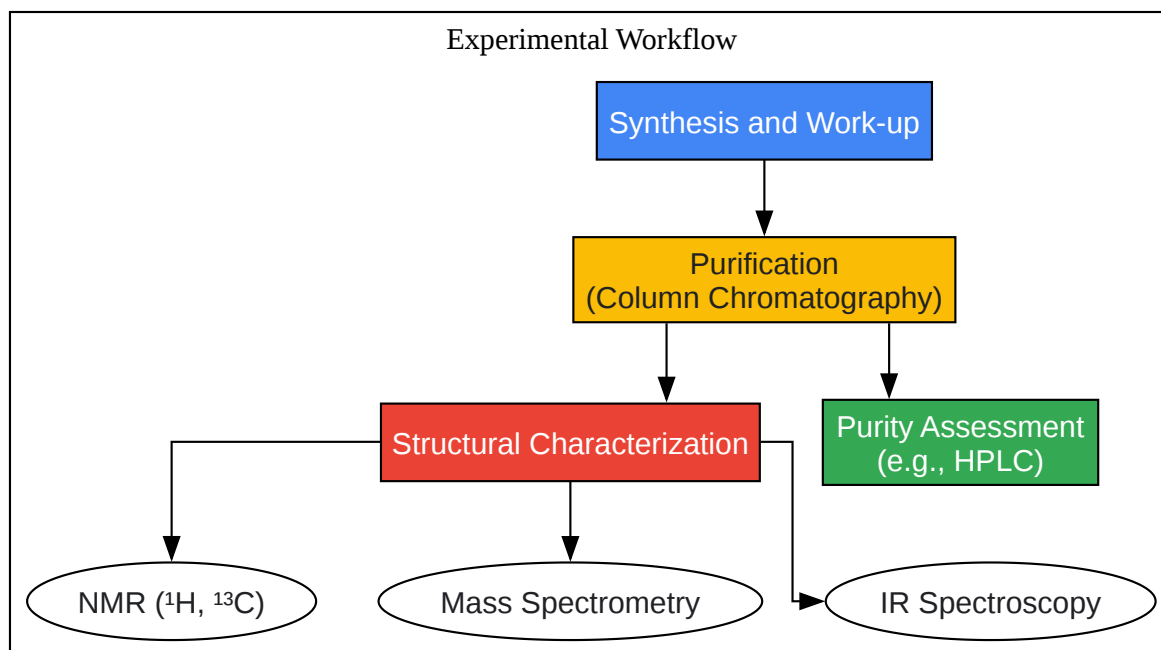 Experimental Workflow
Synthesis and Work-up
Purification
(Column Chromatography)
Structural Characterization
Purity Assessment
(e.g., HPLC)
NMR (¹H, ¹³C)
Mass Spectrometry
IR Spectroscopy